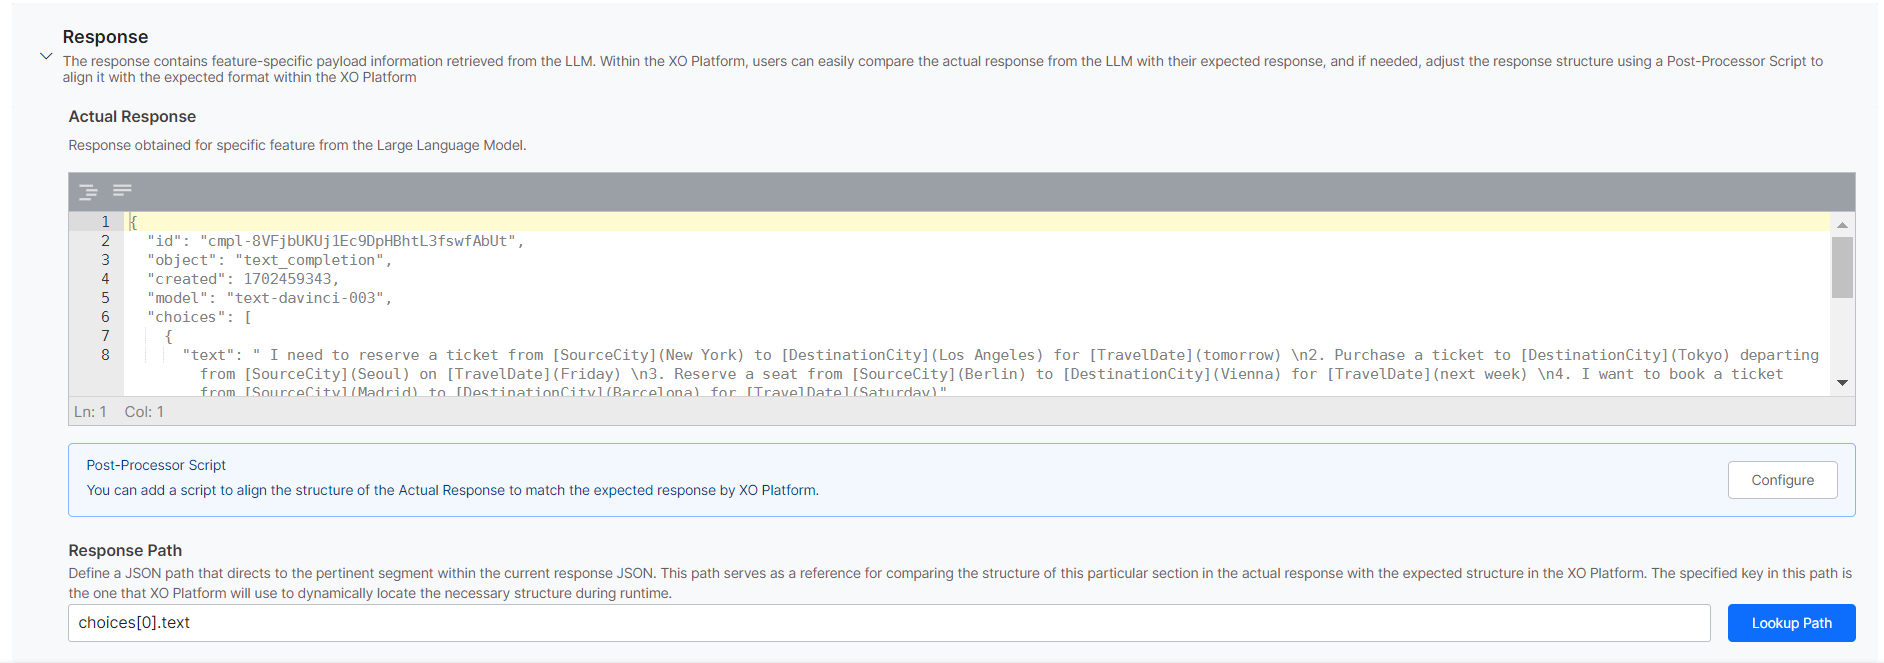 Response
The response contains feature-specific payload information retrieved from the LLM. Within the XO Platform, users can easily compare the actual response from the LLM with their expected response, and if needed, adjust the response structure using a Post-Processor Script to
align it with the expected format within the XO Platform
Actual Response
Response obtained for specific feature from the Large Language Model.
1 {
2 "id": "cmpl-8VFjbUKUj1Ec9DpHBhtL3fswfAbUt",
3 "object": "text_completion",
4 "created": 1702459343,
5 "model": "text-davinci-003",
6 "choices": [
7 {
8 "text": " I need to reserve a ticket from [SourceCity](New York) to [DestinationCity](Los Angeles) for [TravelDate](tomorrow) \n2. Purchase a ticket to [DestinationCity](Tokyo) departing
from [SourceCity](Seoul) on [TravelDate](Friday) \n3. Reserve a seat from [SourceCity](Berlin) to [DestinationCity](Vienna) for [TravelDate](next week) \n4. I want to book a ticket
from [SourceCity](Madrid) to [DestinationCity](Barcelona) for [TravelDate](Saturday)"
Ln: 1 Col: 1
Post-Processor Script
You can add a script to align the structure of the Actual Response to match the expected response by XO Platform.
Configure
Response Path
Define a JSON path that directs to the pertinent segment within the current response JSON. This path serves as a reference for comparing the structure of this particular section in the actual response with the expected structure in the XO Platform. The specified key in this path is
the one that XO Platform will use to dynamically locate the necessary structure during runtime.
choices[0].text
Lookup Path